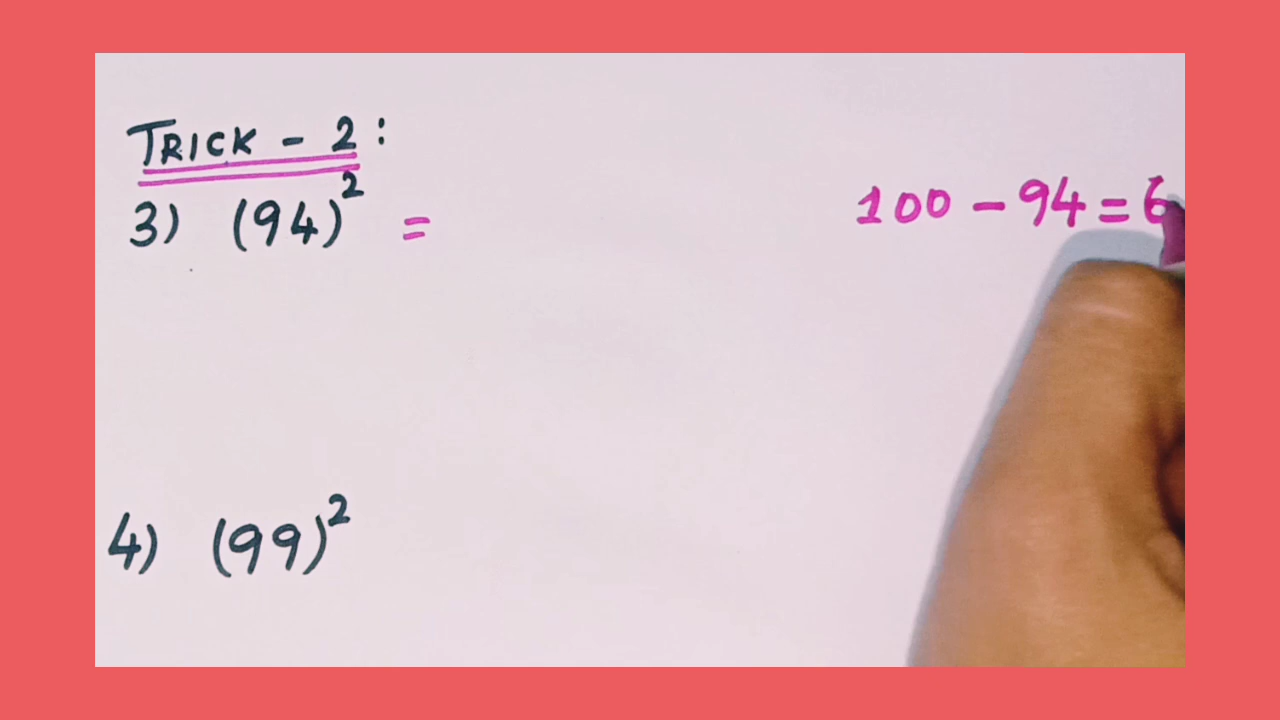 TRICK - 2 :
3) (94)² =
100 - 94 = 6
4) (99)²